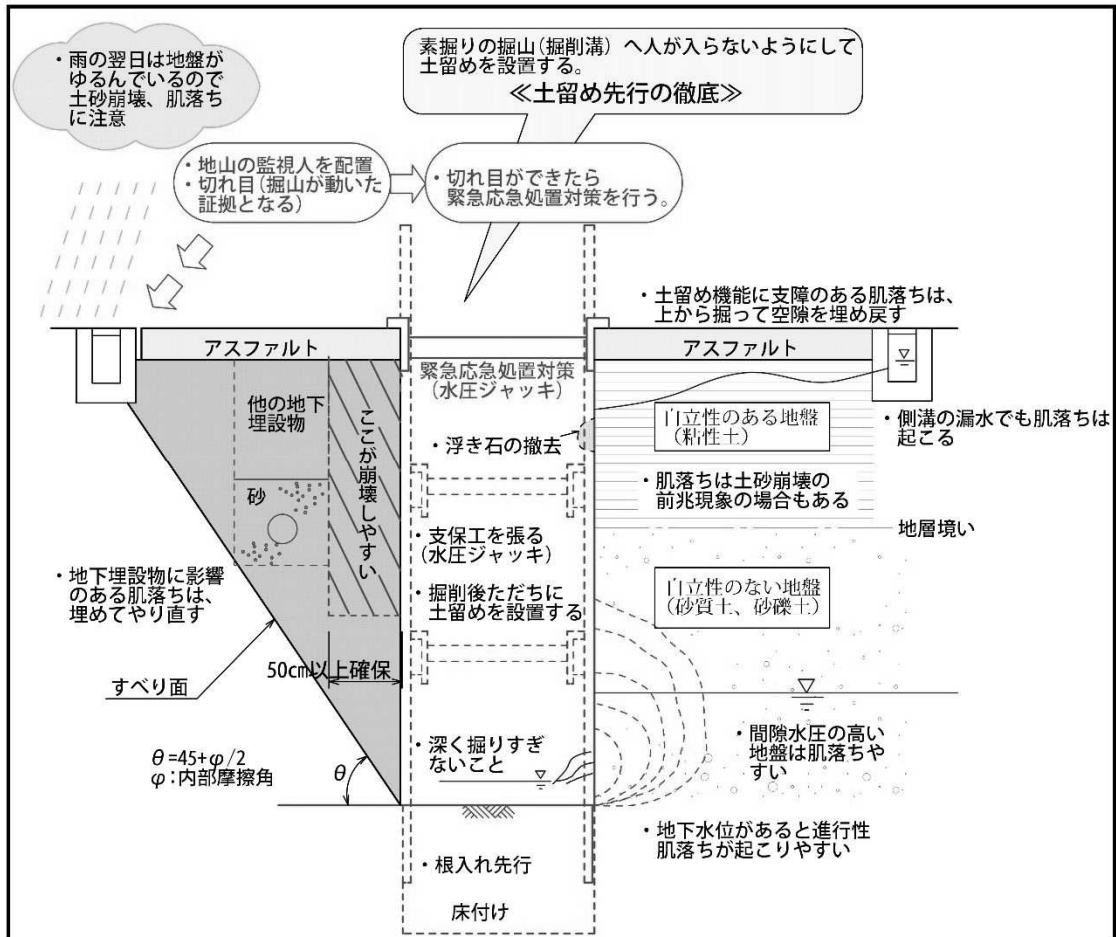 ・雨の翌日は地盤が
ゆるんでいるので
土砂崩壊、肌落ち
に注意
素掘りの掘山(掘削溝)へ人が入らないようにして
土留めを設置する。
≪土留め先行の徹底≫
・地山の監視人を配置
・切れ目(掘山が動いた
証拠となる)
・切れ目ができたら
緊急応急処置対策を行う。
・土留め機能に支障のある肌落ちは、
上から掘って空隙を埋め戻す
アスファルト
アスファルト
緊急応急処置対策
(水圧ジャッキ)
他の地下
埋設物
ここが崩壊しやすい
砂
・浮き石の撤去
自立性のある地盤
(粘性土)
・側溝の漏水でも肌落ちは
起こる
・肌落ちは土砂崩壊の
前兆現象の場合もある
地層境い
・支保工を張る
(水圧ジャッキ)
・掘削後ただちに
土留めを設置する
自立性のない地盤
(砂質土、砂礫土)
・地下埋設物に影響
のある肌落ちは、
埋めてやり直す
50㎝以上確保
すべり面
・深く掘りすぎ
ないこと
・間隙水圧の高い
地盤は肌落ちや
すい
θ=45+φ/2
φ:内部摩擦角
θ
・地下水位があると進行性
肌落ちが起こりやすい
・根入れ先行
床付け